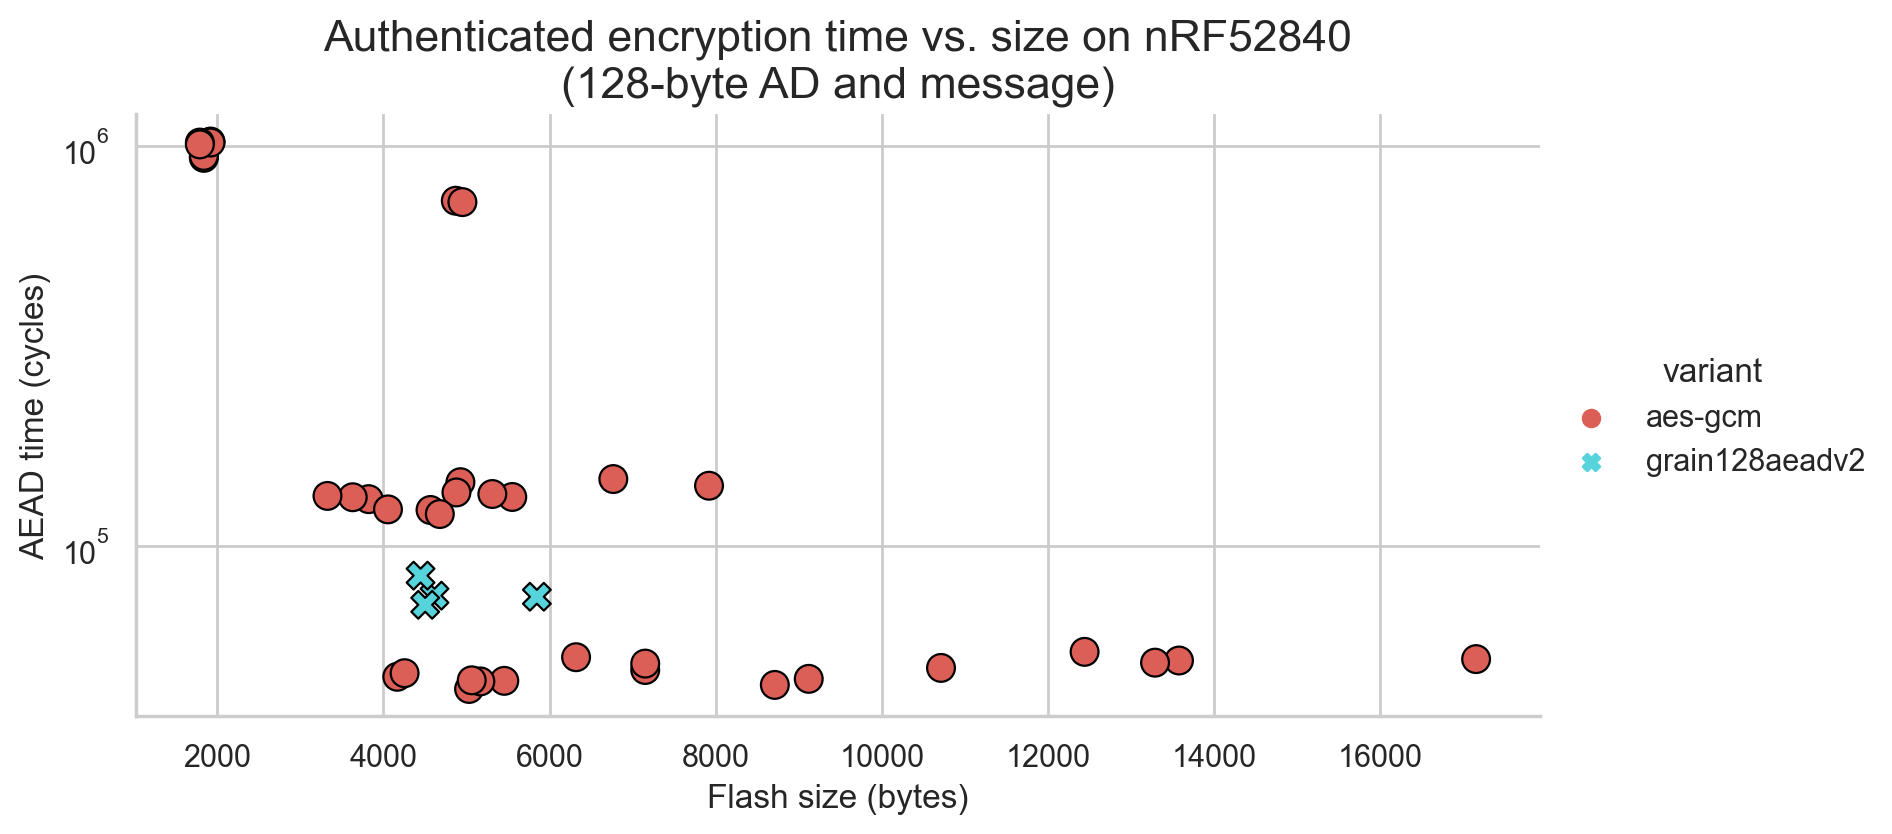 Authenticated encryption time vs. size on nRF52840
(128-byte AD and message)
10^6
10^5
AEAD time (cycles)
2000 4000 6000 8000 10000 12000 14000 16000
Flash size (bytes)
variant
aes-gcm
grain128aeadv2